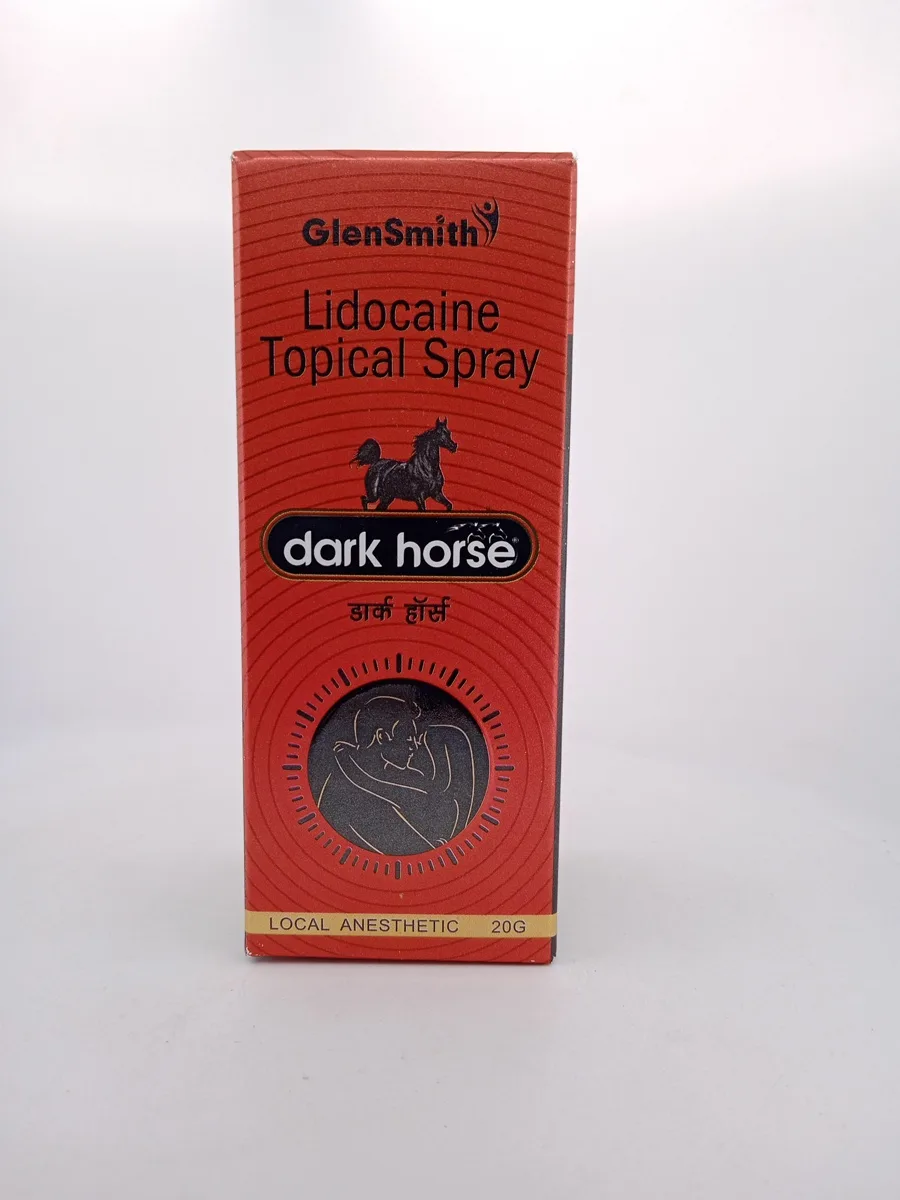 GlenSmith
Lidocaine
Topical Spray
dark horse
डार्क हॉर्स
LOCAL ANESTHETIC 20G